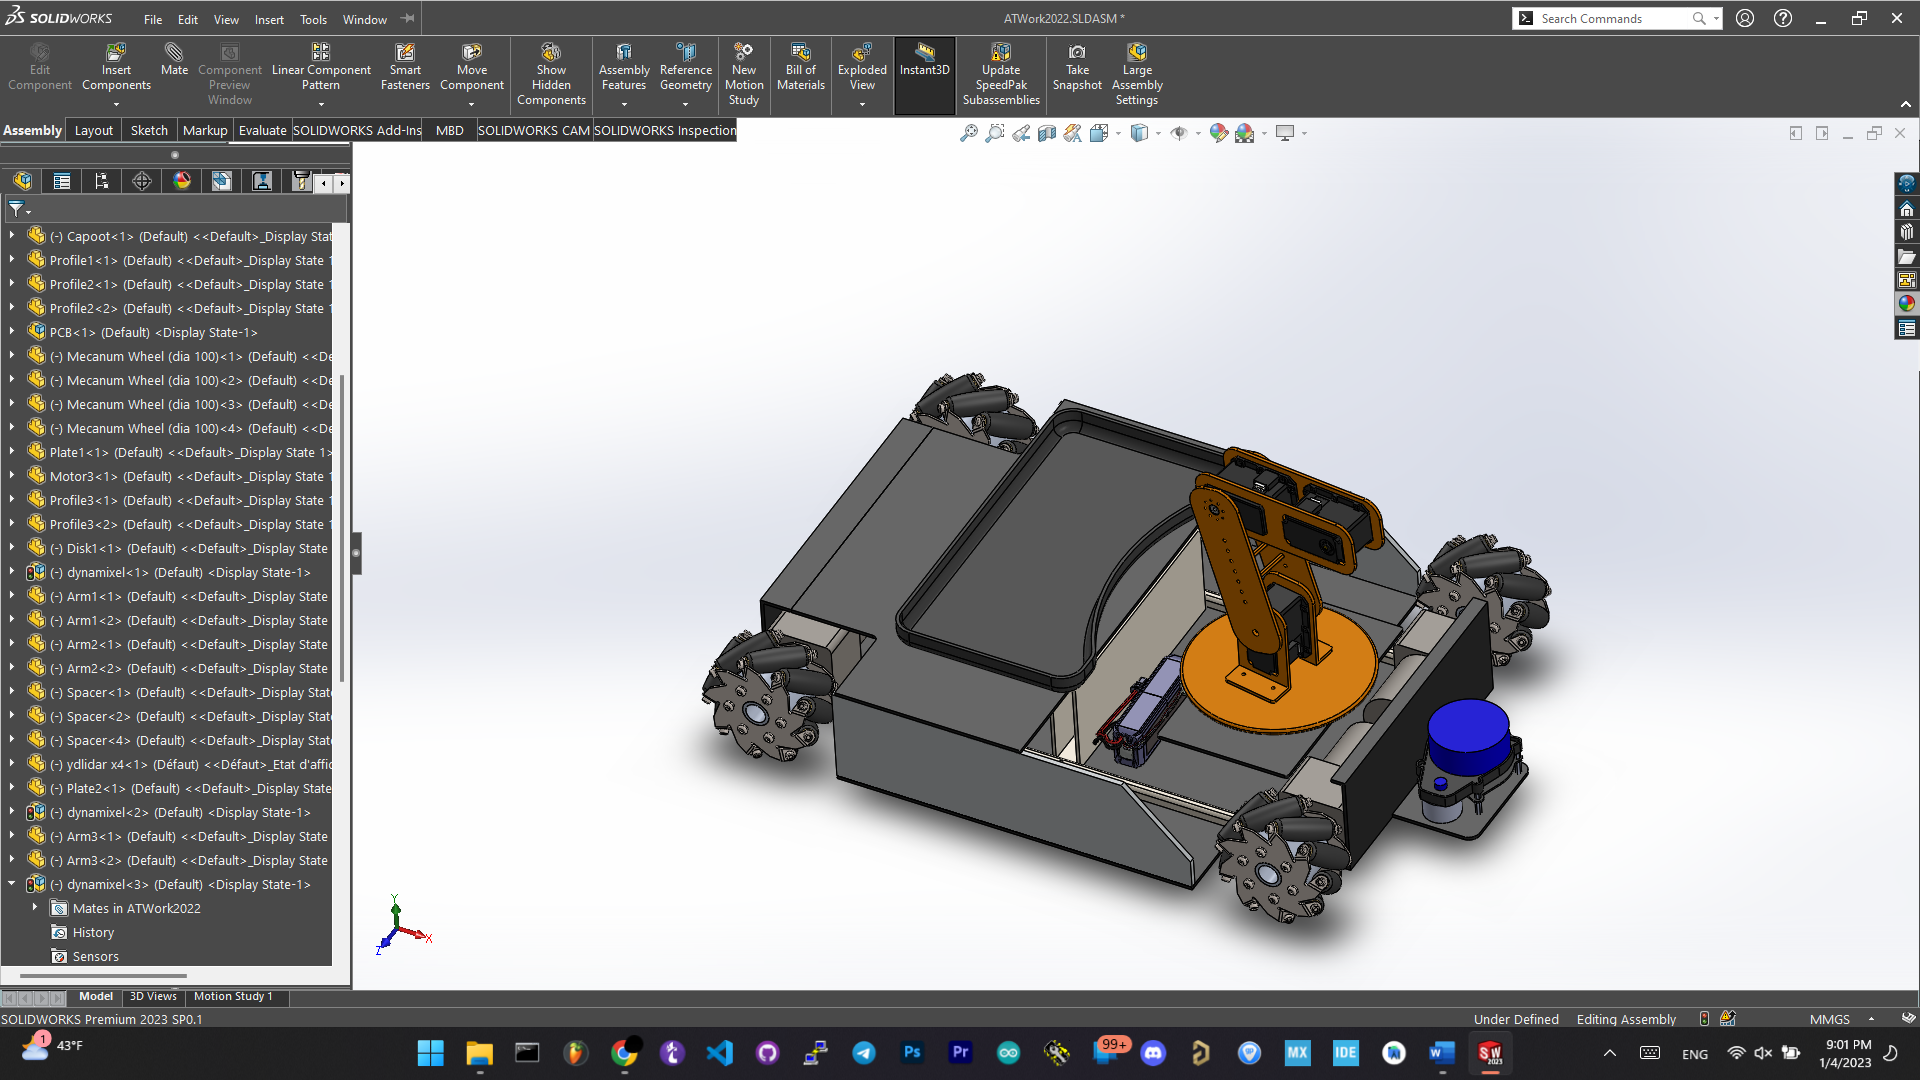 SOLIDWORKS File Edit View Insert Tools Window ATWork2022.SLDASM * Search Commands
Edit Component
Insert Components
Mate
Component Preview Window
Linear Component Pattern
Smart Fasteners
Move Component
Show Hidden Components
Assembly Features
Reference Geometry
New Motion Study
Bill of Materials
Exploded View
Instant3D
Update SpeedPak Subassemblies
Take Snapshot
Large Assembly Settings
Assembly Layout Sketch Markup Evaluate SOLIDWORKS Add-Ins MBD SOLIDWORKS CAM SOLIDWORKS Inspection
(-) Capoot<1> (Default) <<Default>_Display Stat
Profile1<1> (Default) <<Default>_Display State 1
Profile2<1> (Default) <<Default>_Display State 1
Profile2<2> (Default) <<Default>_Display State 1
PCB<1> (Default) <Display State-1>
(-) Mecanum Wheel (dia 100)<1> (Default) <<De
(-) Mecanum Wheel (dia 100)<2> (Default) <<De
(-) Mecanum Wheel (dia 100)<3> (Default) <<De
(-) Mecanum Wheel (dia 100)<4> (Default) <<De
Plate1<1> (Default) <<Default>_Display State 1>
Motor3<1> (Default) <<Default>_Display State 1
Profile3<1> (Default) <<Default>_Display State 1
Profile3<2> (Default) <<Default>_Display State 1
(-) Disk1<1> (Default) <<Default>_Display State
(-) dynamixel<1> (Default) <Display State-1>
(-) Arm1<1> (Default) <<Default>_Display State
(-) Arm1<2> (Default) <<Default>_Display State
(-) Arm2<1> (Default) <<Default>_Display State
(-) Arm2<2> (Default) <<Default>_Display State
(-) Spacer<1> (Default) <<Default>_Display Stat
(-) Spacer<2> (Default) <<Default>_Display Stat
(-) Spacer<4> (Default) <<Default>_Display Stat
(-) ydlidar x4<1> (Défaut) <<Défaut>_Etat d'affic
(-) Plate2<1> (Default) <<Default>_Display State
(-) dynamixel<2> (Default) <Display State-1>
(-) Arm3<1> (Default) <<Default>_Display State
(-) Arm3<2> (Default) <<Default>_Display State
(-) dynamixel<3> (Default) <Display State-1>
Mates in ATWork2022
History
Sensors
Y
X
Z
Model 3D Views Motion Study 1
SOLIDWORKS Premium 2023 SP0.1 Under Defined Editing Assembly MMGS
1 43°F Ps Pr 99+ MX IDE W SW 2023 ENG 9:01 PM
1/4/2023